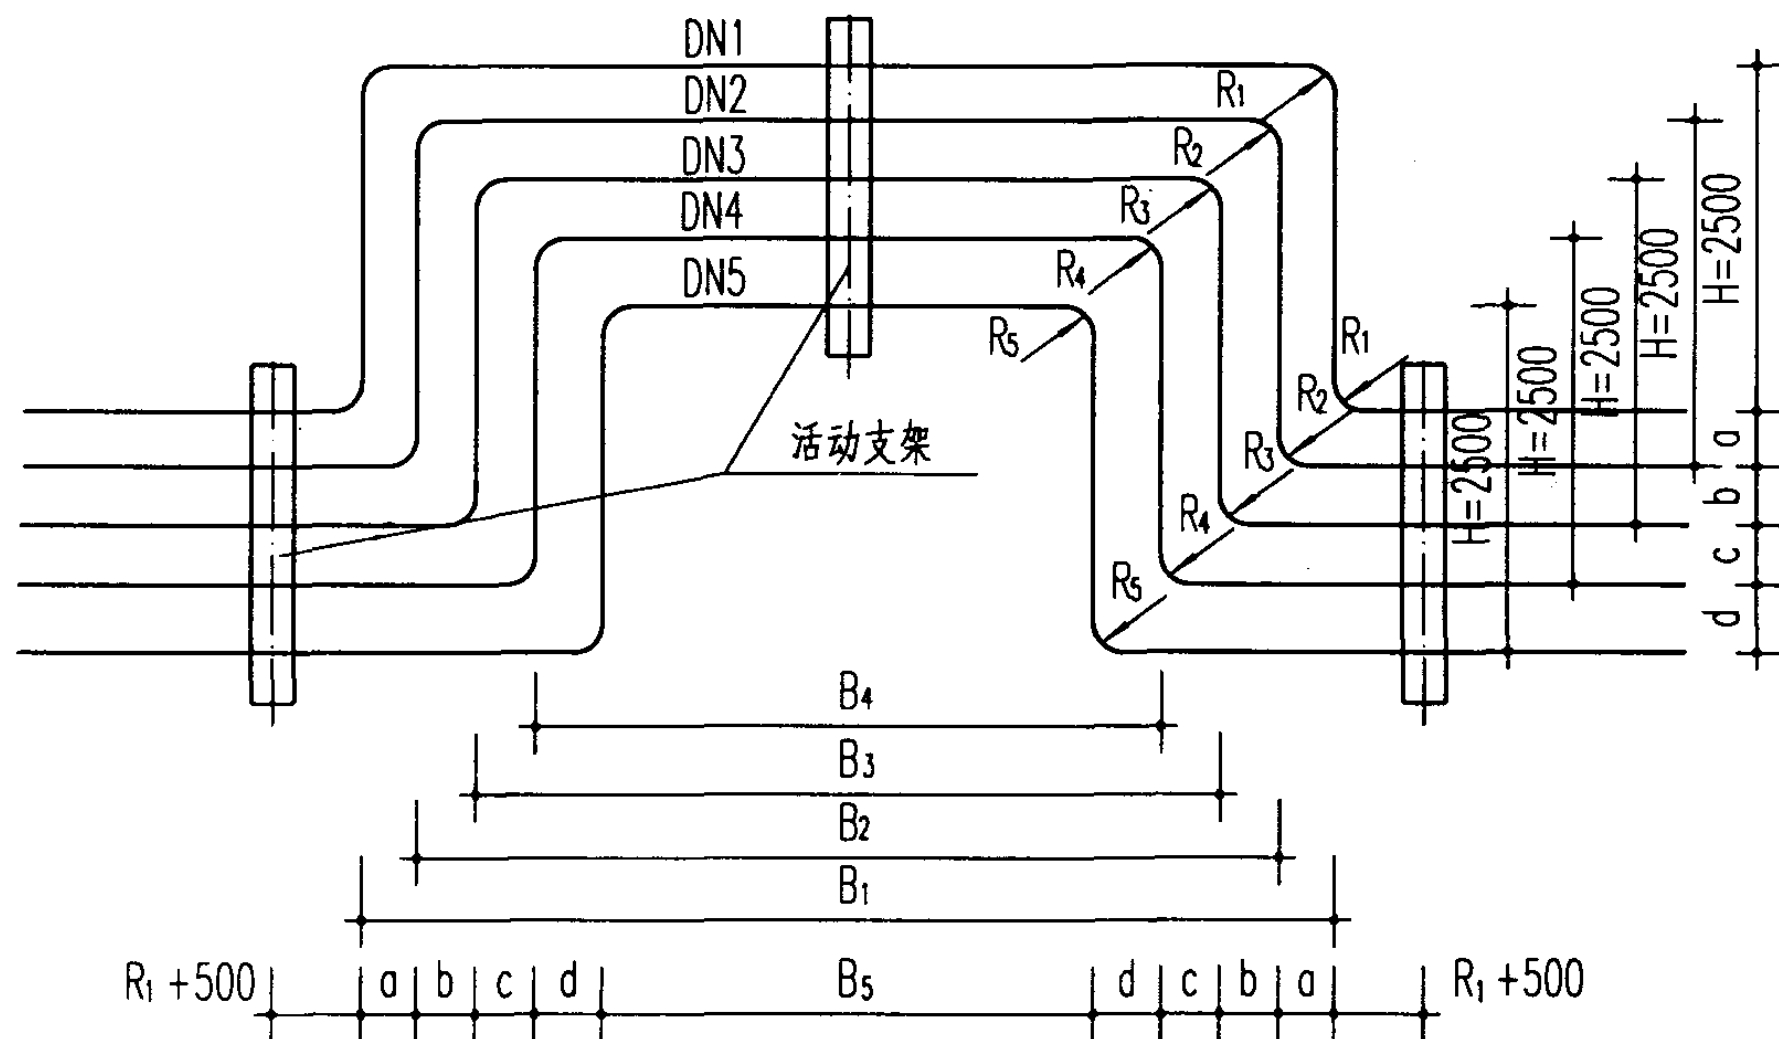 DN1
DN2
DN3
DN4
DN5
R₁
R₂
R₃
R₄
R₅
R₁
R₂
R₃
R₄
R₅
H=2500
H=2500
H=2500
H=2500
H=2500
a
b
c
d
活动支架
B₄
B₃
B₂
B₁
R₁ +500 a b c d B₅ d c b a R₁ +500